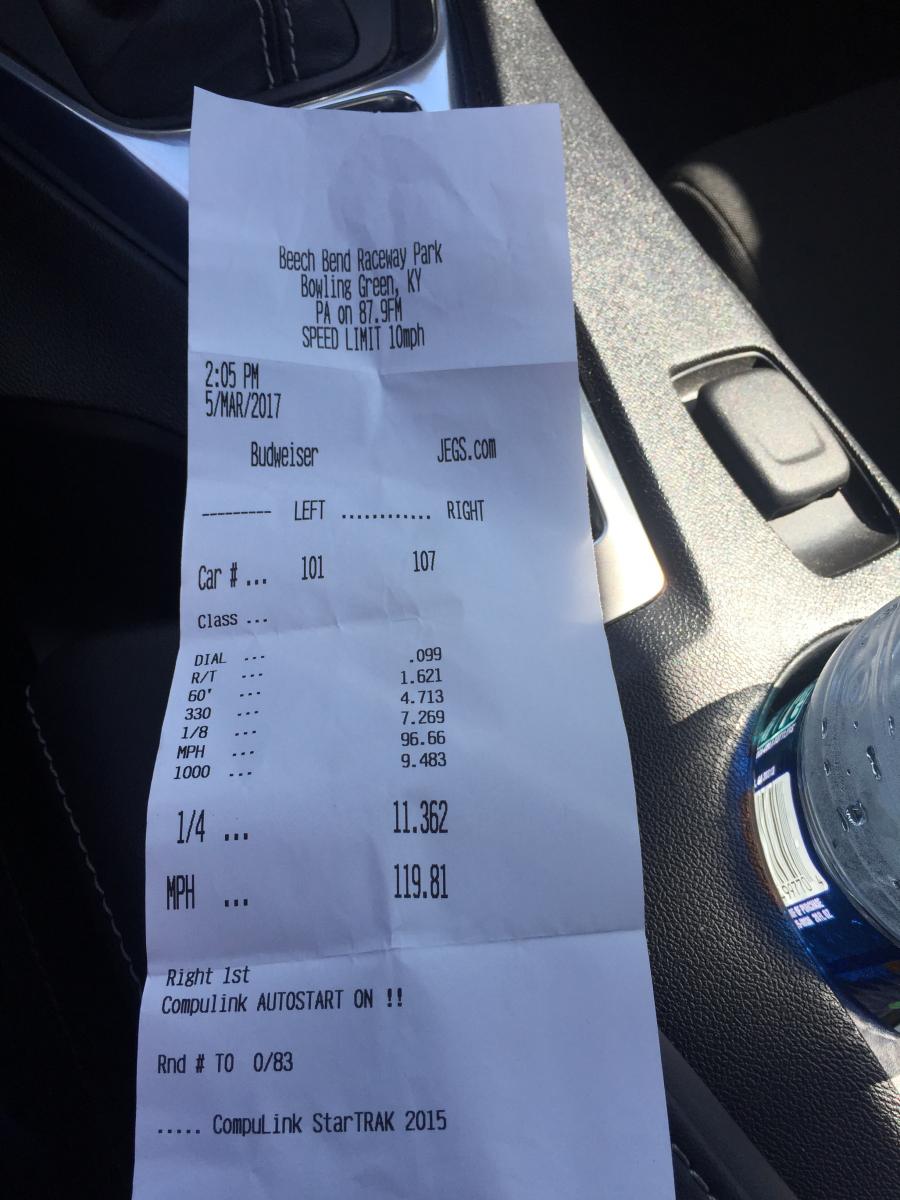 Beech Bend Raceway Park
Bowling Green, KY
PA on 87.9FM
SPEED LIMIT 10mph
2:05 PM
5/MAR/2017
Budweiser JEGS.com
--------- LEFT ............ RIGHT
Car # ... 101 107
Class ...
DIAL ...
R/T ... .099
60' ... 1.621
330 ... 4.713
1/8 ... 7.269
MPH ... 96.66
1000 ... 9.483
1/4 ... 11.362
MPH ... 119.81
Right 1st
Compulink AUTOSTART ON !!
Rnd # TO 0/83
..... CompuLink StarTRAK 2015